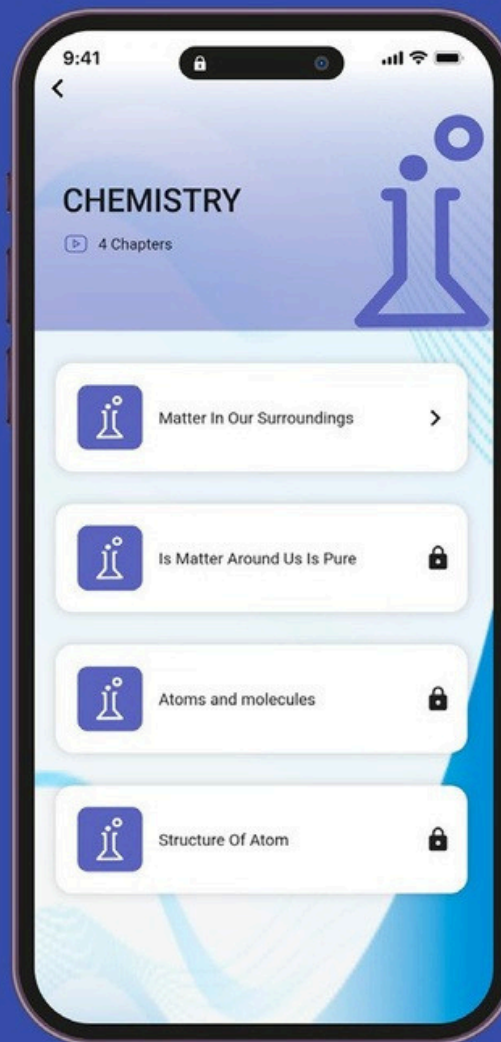 9:41
CHEMISTRY
4 Chapters
Matter In Our Surroundings
Is Matter Around Us Is Pure
Atoms and molecules
Structure Of Atom